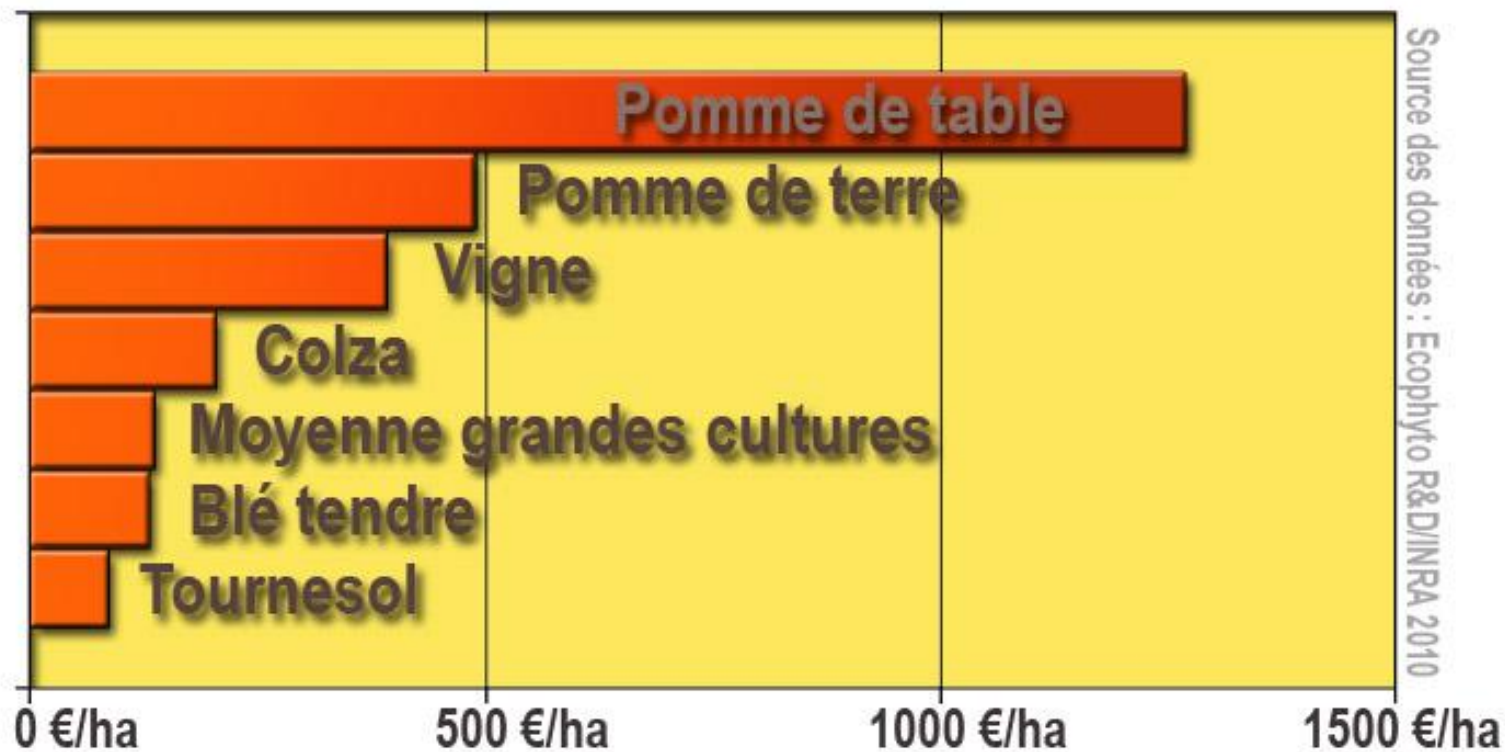 Pomme de table
Pomme de terre
Vigne
Colza
Moyenne grandes cultures
Blé tendre
Tournesol
0 €/ha
500 €/ha
1000 €/ha
1500 €/ha
Source des données : Ecophyto R&D/INRA 2010